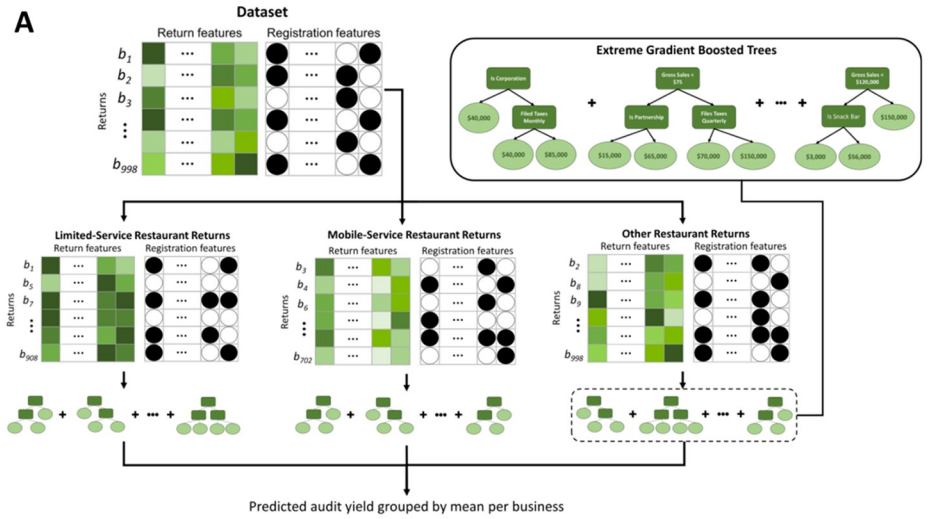 A
Dataset
Return features
Registration features
Returns
b1
b2
b3
b998
Extreme Gradient Boosted Trees
Is Corporation
$40,000
Filed Taxes
Monthly
$40,000
$85,000
+
Gross Sales <
$75
Is Partnership
Files Taxes
Quarterly
$15,000
$65,000
$70,000
$150,000
+ ••• +
Gross Sales <
$120,000
Is Snack Bar
$150,000
$3,000
$56,000
Limited-Service Restaurant Returns
Return features
Registration features
Returns
b1
b5
b7
b908
Mobile-Service Restaurant Returns
Return features
Registration features
b3
b4
b6
b702
Other Restaurant Returns
Return features
Registration features
Returns
b2
b8
b9
b998
+ + ••• +
+ + ••• +
+ + ••• +
Predicted audit yield grouped by mean per business